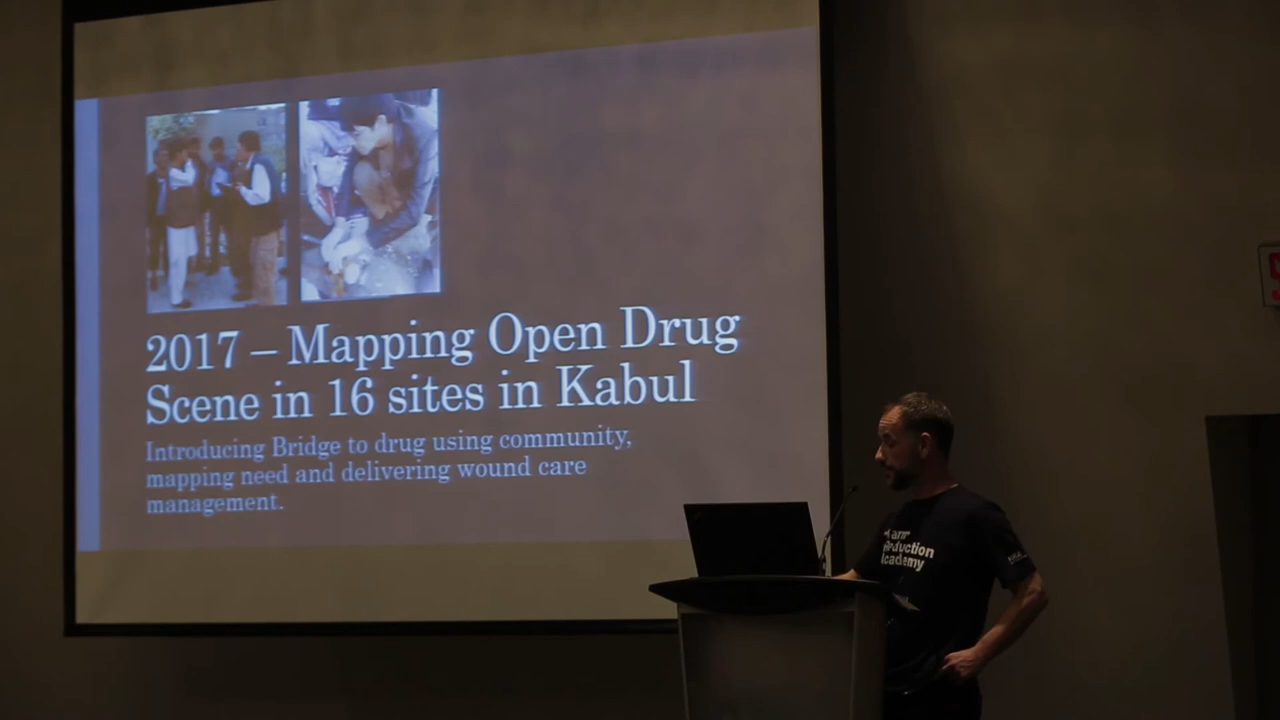 2017 – Mapping Open Drug
Scene in 16 sites in Kabul
Introducing Bridge to drug using community,
mapping need and delivering wound care
management.
Harm
Reduction
Academy